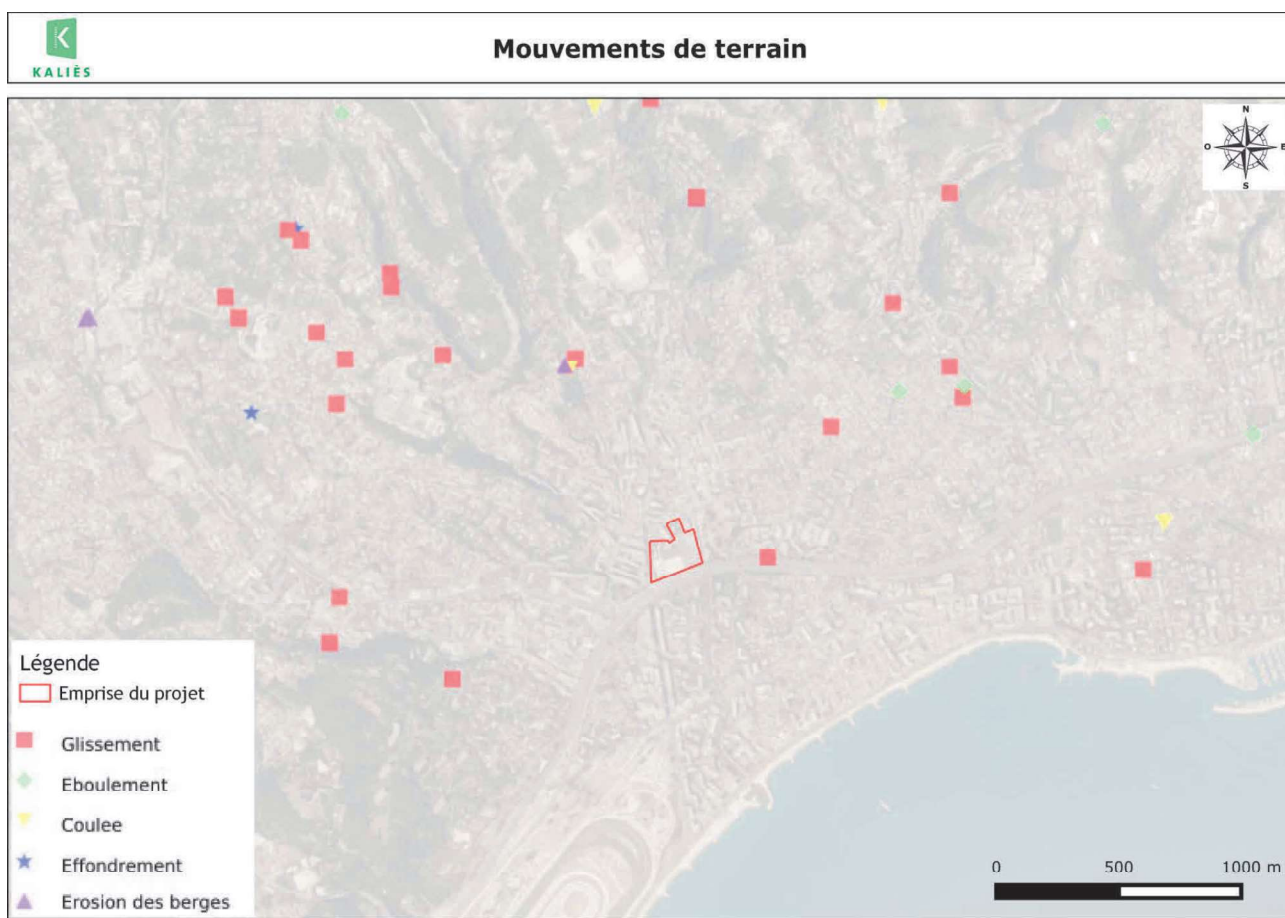 KALIÈS
Mouvements de terrain
N
O
E
S
Légende
Emprise du projet
Glissement
Eboulement
Coulee
Effondrement
Erosion des berges
0 500 1000 m